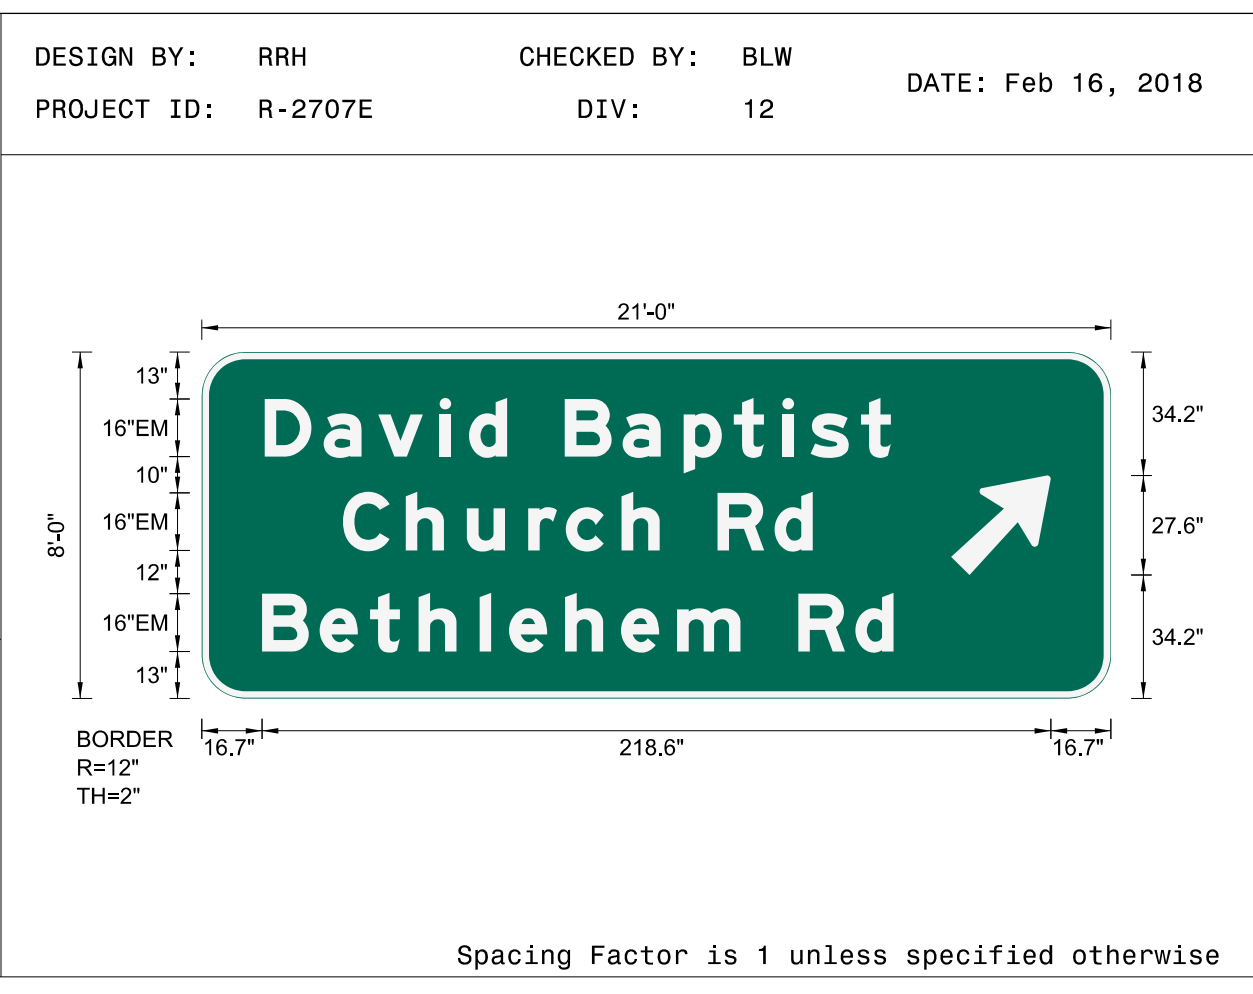 DESIGN BY: RRH CHECKED BY: BLW
DATE: Feb 16, 2018
PROJECT ID: R-2707E DIV: 12
21'-0"
13"
16"EM
10"
16"EM
12"
16"EM
13"
8'-0"
David Baptist
Church Rd
Bethlehem Rd
34.2"
27.6"
34.2"
16.7" 218.6" 16.7"
BORDER
R=12"
TH=2"
Spacing Factor is 1 unless specified otherwise